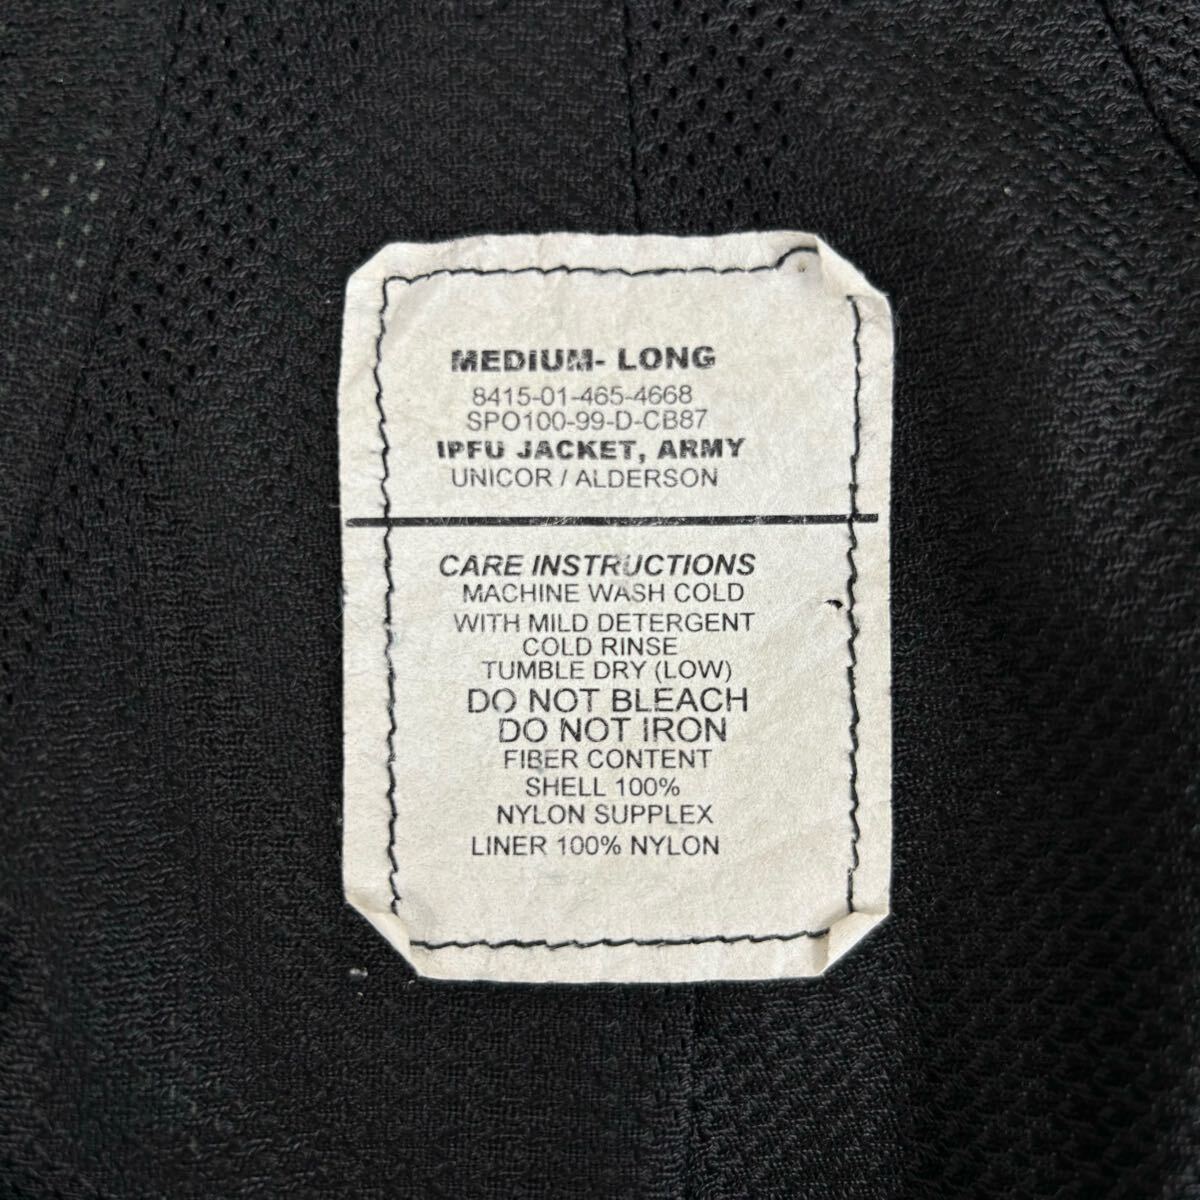 MEDIUM- LONG
8415-01-465-4668
SPO100-99-D-CB87
IPFU JACKET, ARMY
UNICOR / ALDERSON
CARE INSTRUCTIONS
MACHINE WASH COLD
WITH MILD DETERGENT
COLD RINSE
TUMBLE DRY (LOW)
DO NOT BLEACH
DO NOT IRON
FIBER CONTENT
SHELL 100%
NYLON SUPPLEX
LINER 100% NYLON